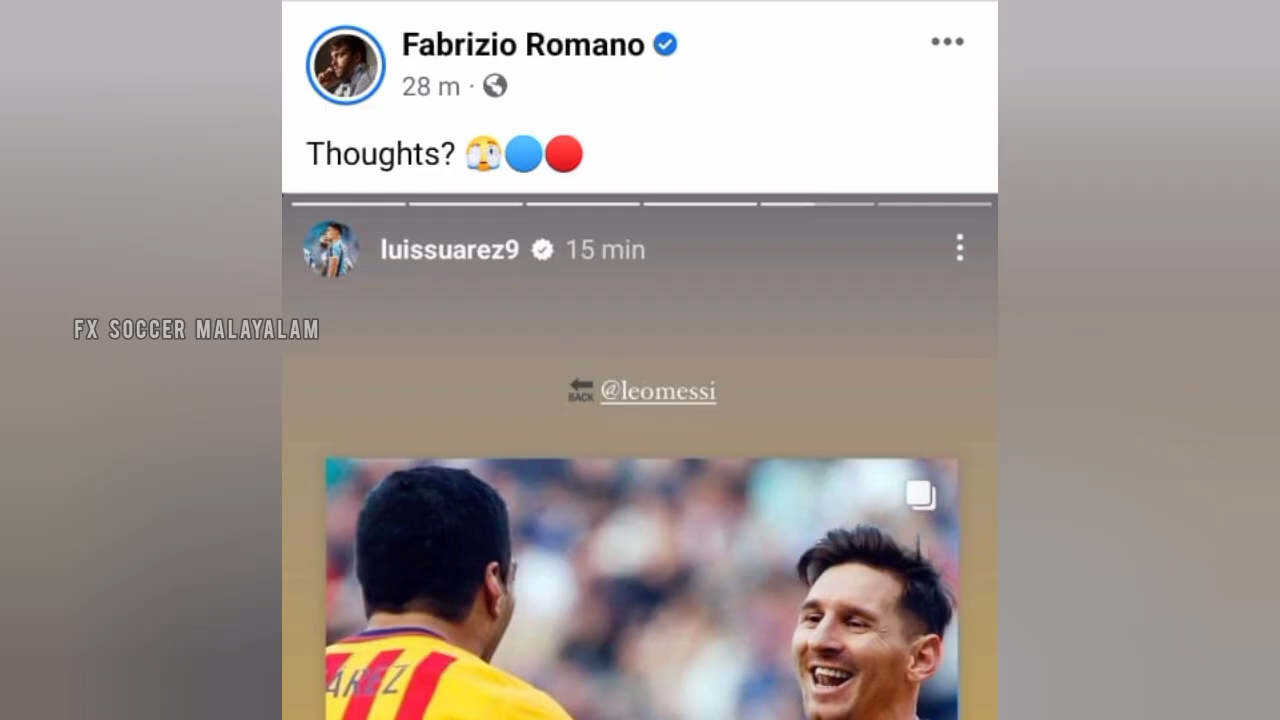 Fabrizio Romano
28 m ·
Thoughts? 🫣🔵🔴
luissuarez9 15 min
FX SOCCER MALAYALAM
BACK @leomessi
AREZ